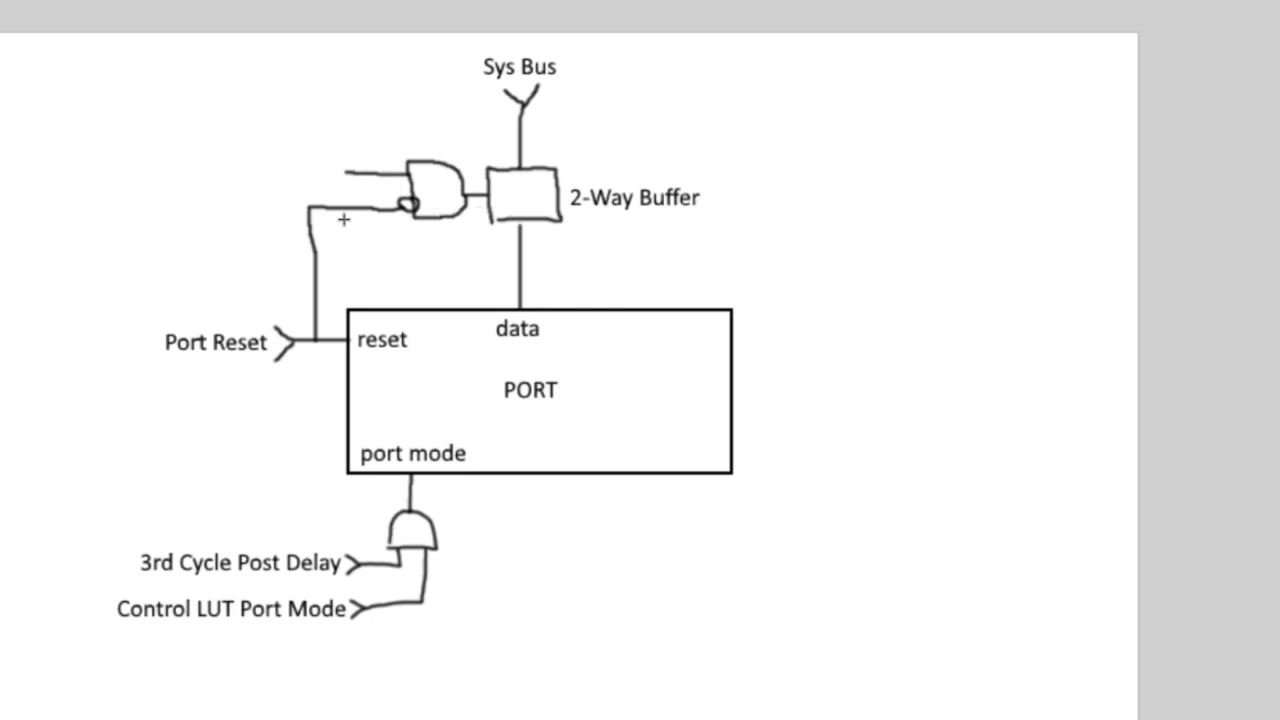 Sys Bus
2-Way Buffer
Port Reset
reset
data
PORT
port mode
3rd Cycle Post Delay
Control LUT Port Mode